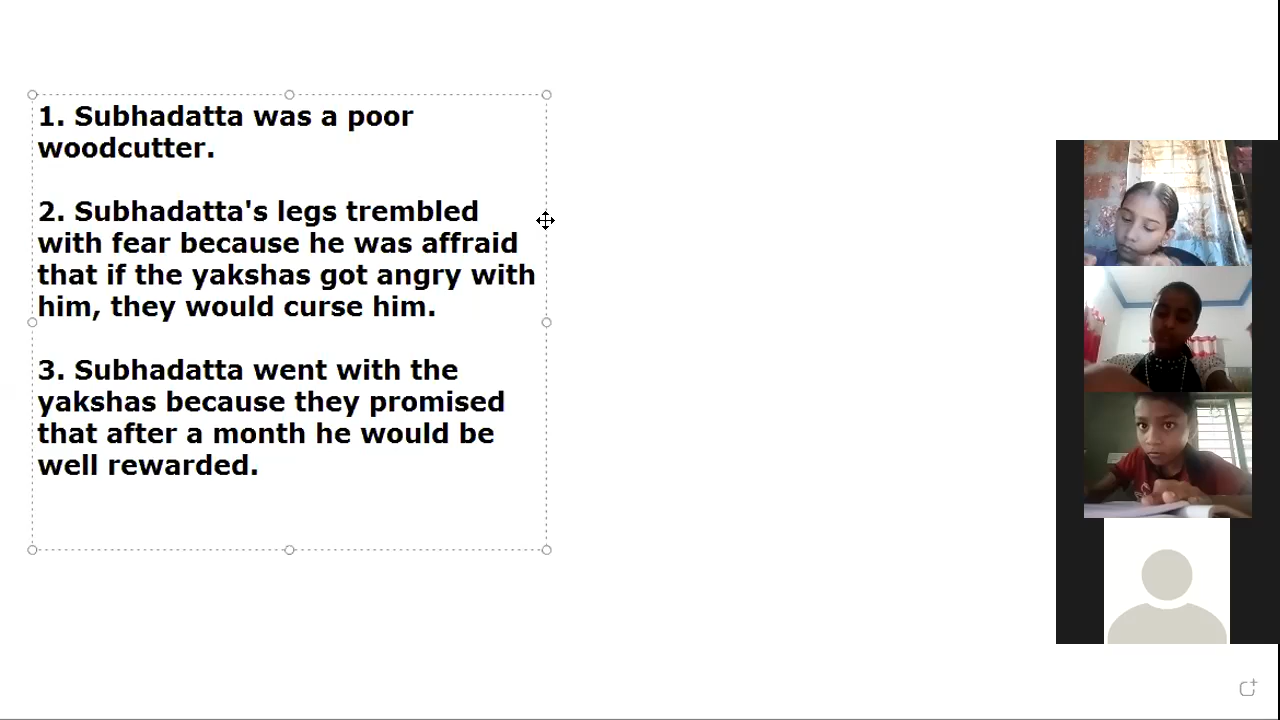 1. Subhadatta was a poor
woodcutter.
2. Subhadatta's legs trembled
with fear because he was affraid
that if the yakshas got angry with
him, they would curse him.
3. Subhadatta went with the
yakshas because they promised
that after a month he would be
well rewarded.